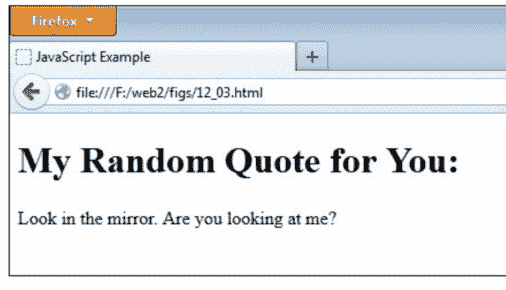 Firefox
JavaScript Example
file:///F:/web2/figs/12_03.html
My Random Quote for You:
Look in the mirror. Are you looking at me?